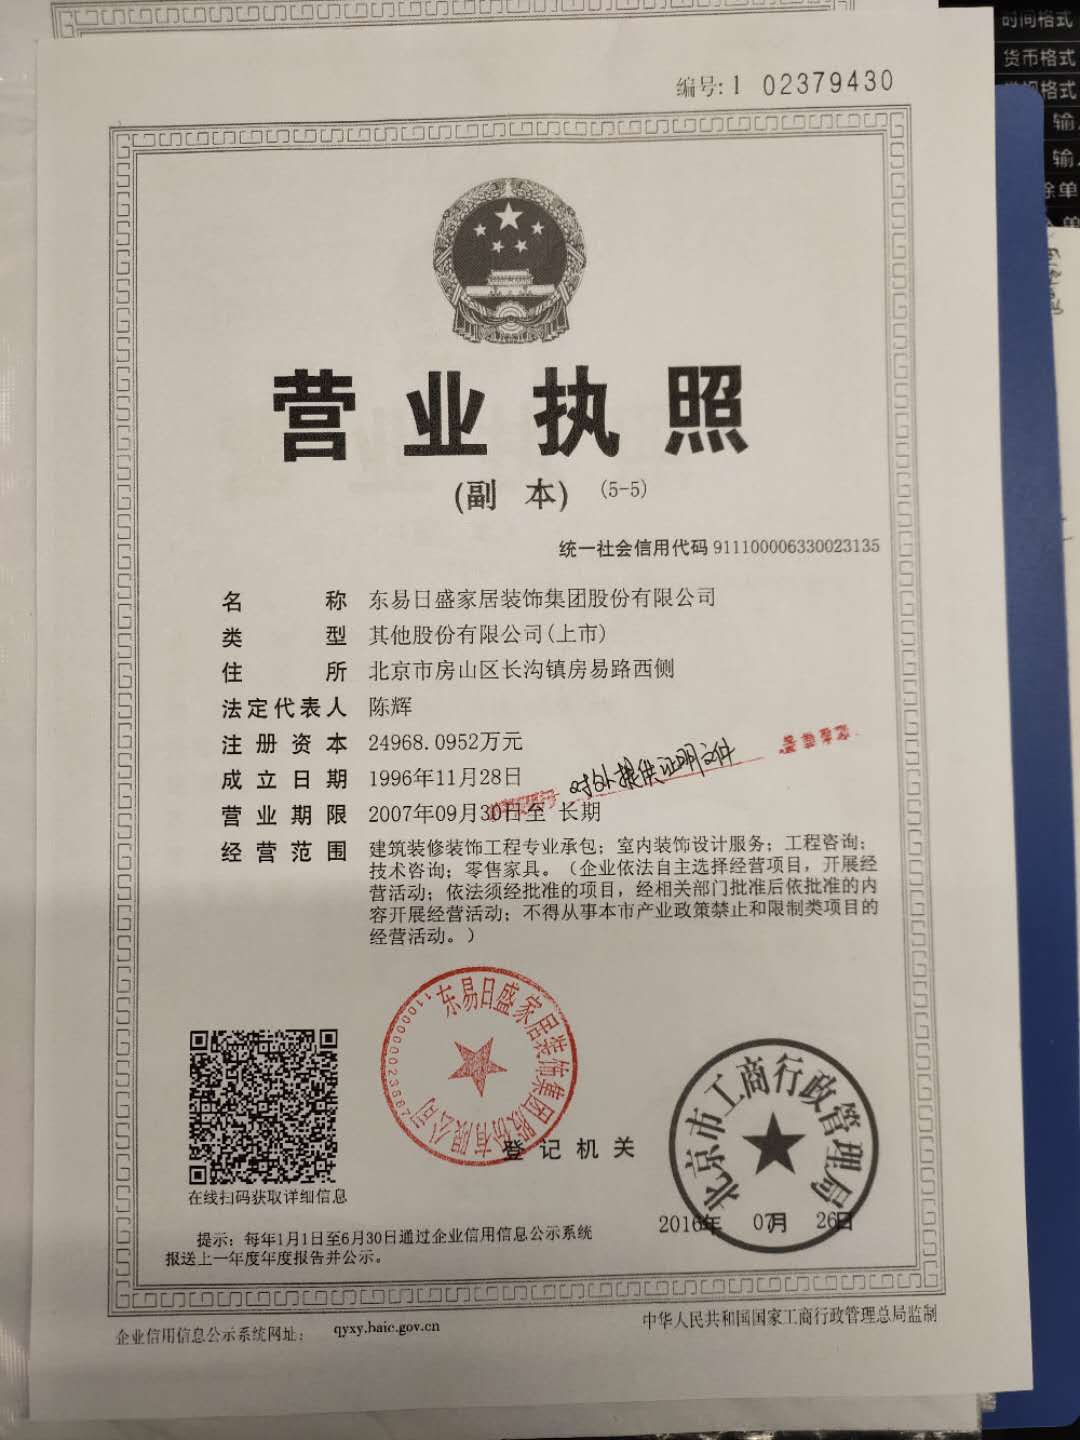 时间格式
货币格式
格式
输
输入
除单
编号:1 02379430
营业执照
(副 本) (5-5)
统一社会信用代码 911100006330023135
名称 东易日盛家居装饰集团股份有限公司
类型 其他股份有限公司(上市)
住所 北京市房山区长沟镇房易路西侧
法定代表人 陈辉
注册资本 24968.0952万元
成立日期 1996年11月28日
对外提供证明文件
营业期限 2007年09月30日至 长期
经营范围 建筑装修装饰工程专业承包;室内装饰设计服务;工程咨询;
技术咨询;零售家具。(企业依法自主选择经营项目,开展经
营活动;依法须经批准的项目,经相关部门批准后依批准的内
容开展经营活动;不得从事本市产业政策禁止和限制类项目的
经营活动。)
东易日盛家居装饰集团股份有限公司
在线扫码获取详细信息
登记机关
北京市工商行政管理局
2016年 07月 26日
提示:每年1月1日至6月30日通过企业信用信息公示系统
报送上一年度年度报告并公示。
企业信用信息公示系统网址: qyxy.baic.gov.cn
中华人民共和国国家工商行政管理总局监制